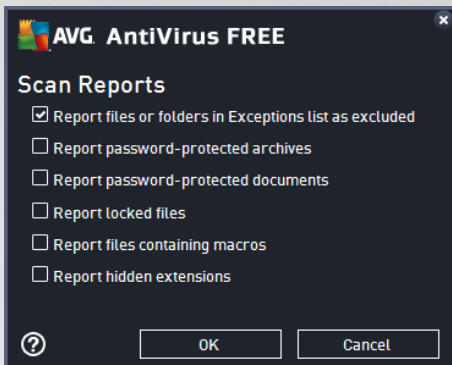 AVG. AntiVirus FREE
Scan Reports
Report files or folders in Exceptions list as excluded
Report password-protected archives
Report password-protected documents
Report locked files
Report files containing macros
Report hidden extensions
? OK Cancel